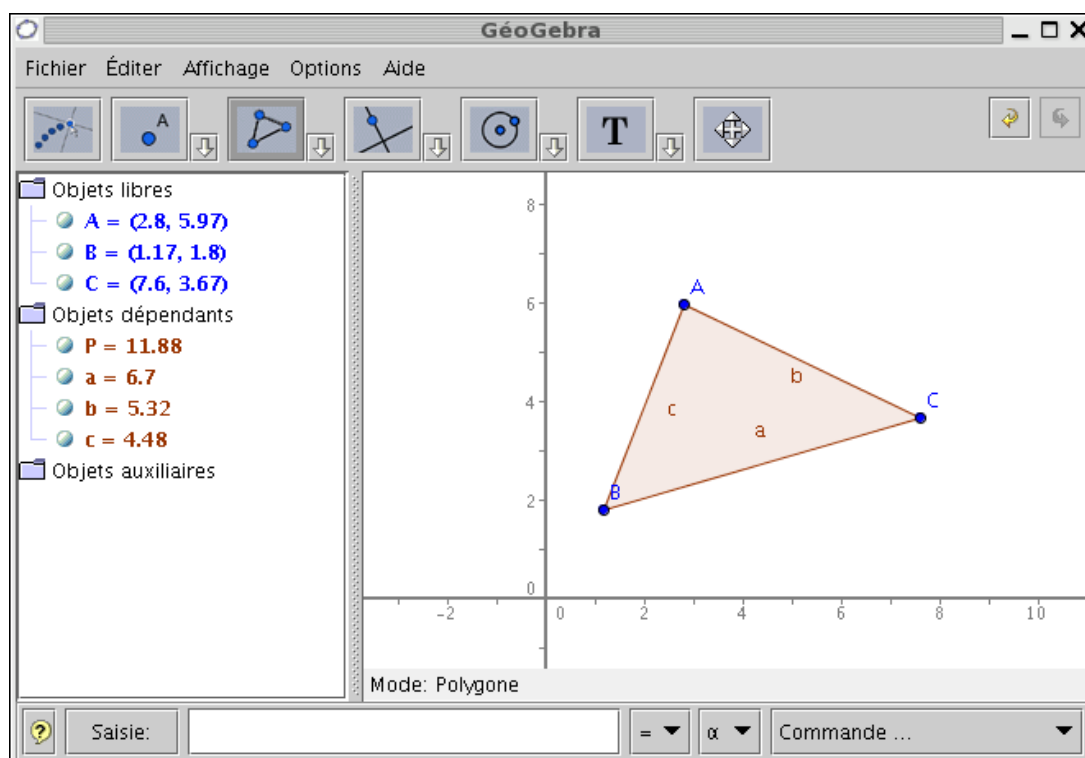 GéoGebra
Fichier Éditer Affichage Options Aide
A
T
Objets libres
A = (2.8, 5.97)
B = (1.17, 1.8)
C = (7.6, 3.67)
Objets dépendants
P = 11.88
a = 6.7
b = 5.32
c = 4.48
Objets auxiliaires
8
A
6
b
C
4
c
a
B
2
0
-2 0 2 4 6 8 10
Mode: Polygone
? Saisie: = α Commande ...